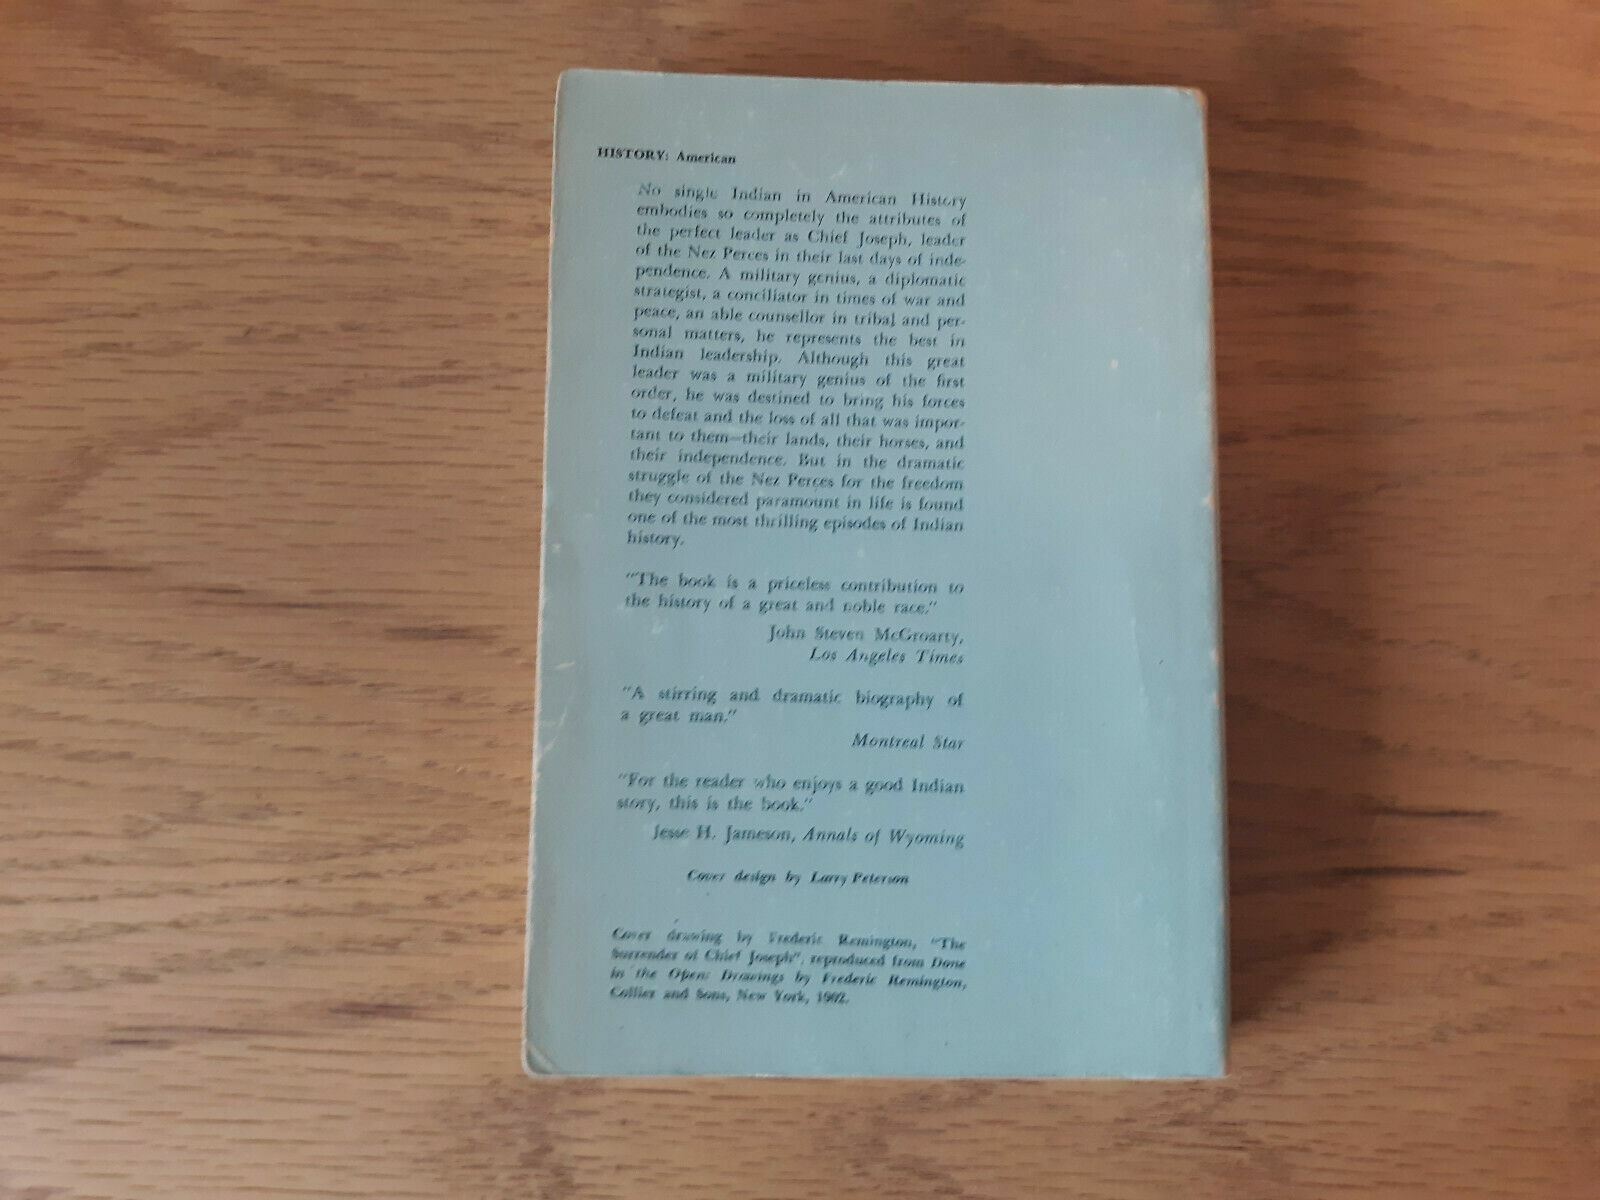 HISTORY: American
No single Indian in American History
embodies so completely the attributes of
the perfect leader as Chief Joseph, leader
of the Nez Perces in their last days of inde-
pendence. A military genius, a diplomatic
strategist, a conciliator in times of war and
peace, an able counsellor in tribal and per-
sonal matters, he represents the best in
Indian leadership. Although this great
leader was a military genius of the first
order, he was destined to bring his forces
to defeat and the loss of all that was impor-
tant to them—their lands, their horses, and
their independence. But in the dramatic
struggle of the Nez Perces for the freedom
they considered paramount in life is found
one of the most thrilling episodes of Indian
history.
"The book is a priceless contribution to
the history of a great and noble race."
John Steven McGroarty,
Los Angeles Times
"A stirring and dramatic biography of
a great man."
Montreal Star
"For the reader who enjoys a good Indian
story, this is the book."
Jesse H. Jameson, Annals of Wyoming
Cover design by Larry Peterson
Cover drawing by Frederic Remington, "The
Surrender of Chief Joseph", reproduced from Done
in the Open: Drawings by Frederic Remington,
Collier and Sons, New York, 1902.